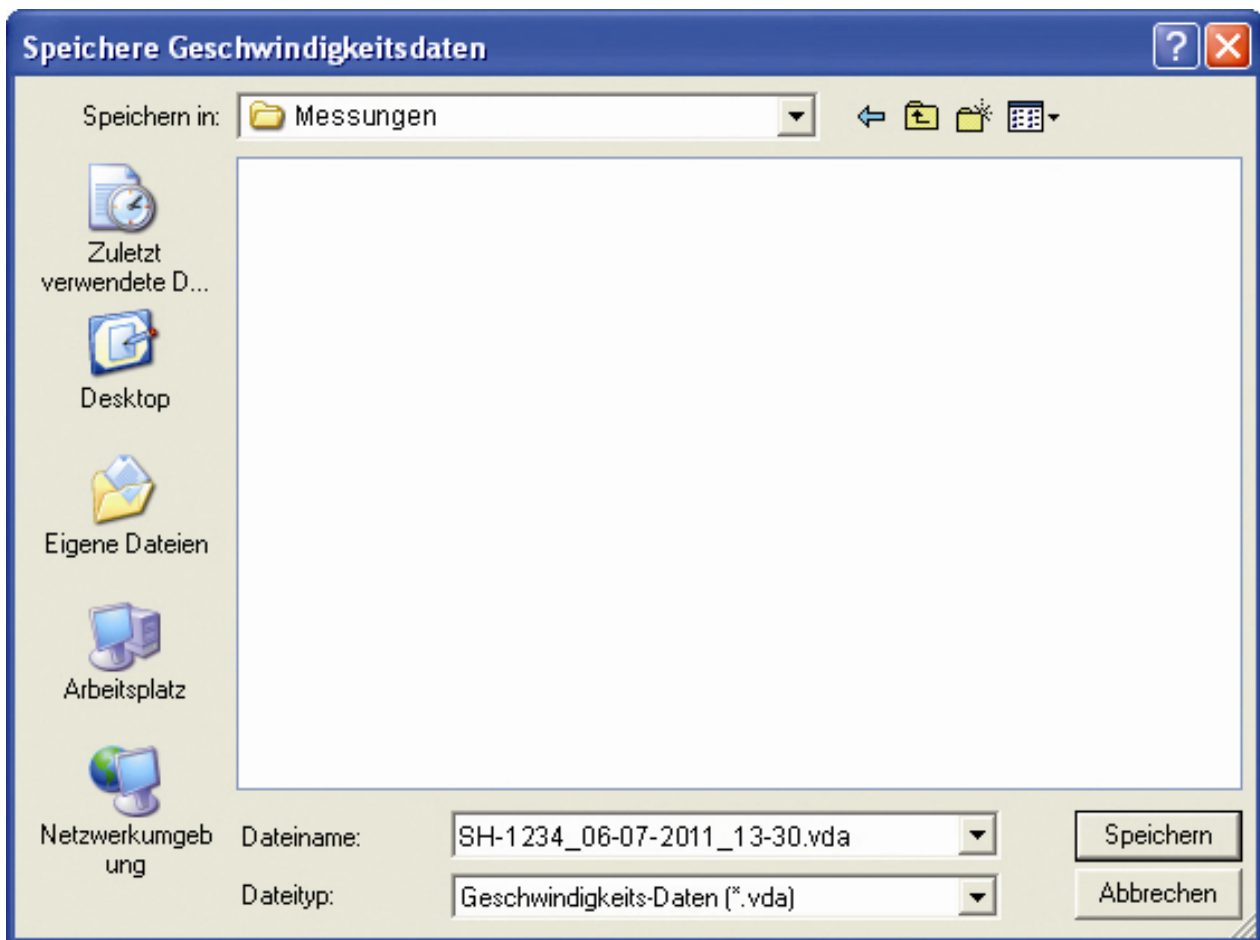 Speichere Geschwindigkeitsdaten
Speichern in:
Messungen
Zuletzt
verwendete D...
Desktop
Eigene Dateien
Arbeitsplatz
Netzwerkumgeb
ung
Dateiname:
SH-1234_06-07-2011_13-30.vda
Speichern
Dateityp:
Geschwindigkeits-Daten (*.vda)
Abbrechen